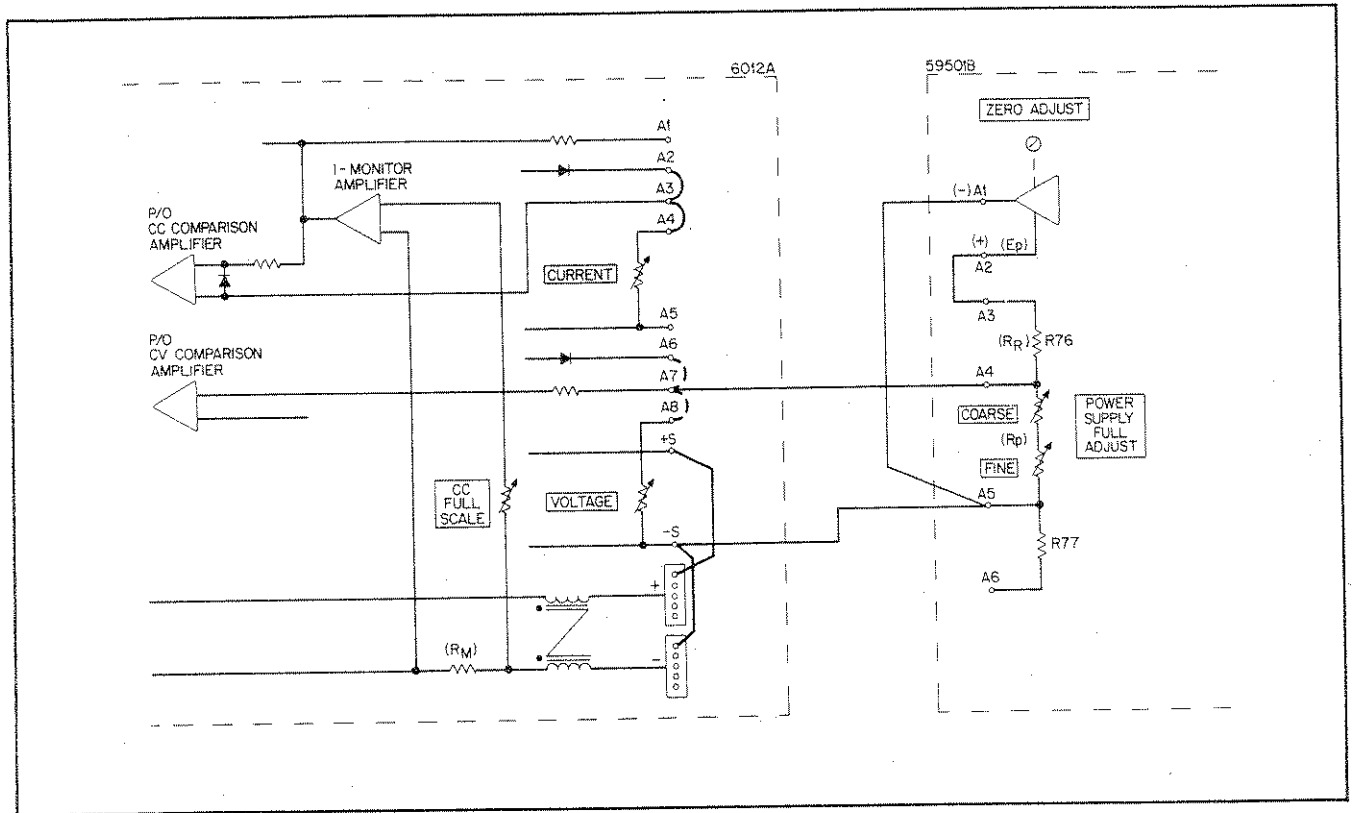 6012A
59501B
ZERO ADJUST
A1
A2
A3
A4
I-MONITOR
AMPLIFIER
P/O
CC COMPARISON
AMPLIFIER
CURRENT
A5
A6
A7
A8
+S
P/O
CV COMPARISON
AMPLIFIER
CC
FULL
SCALE
VOLTAGE
-S
+
-
(RM)
(-) A1
(+) (Ep)
A2
A3
(RR) R76
A4
COARSE
(Rp)
FINE
POWER
SUPPLY
FULL
ADJUST
A5
R77
A6